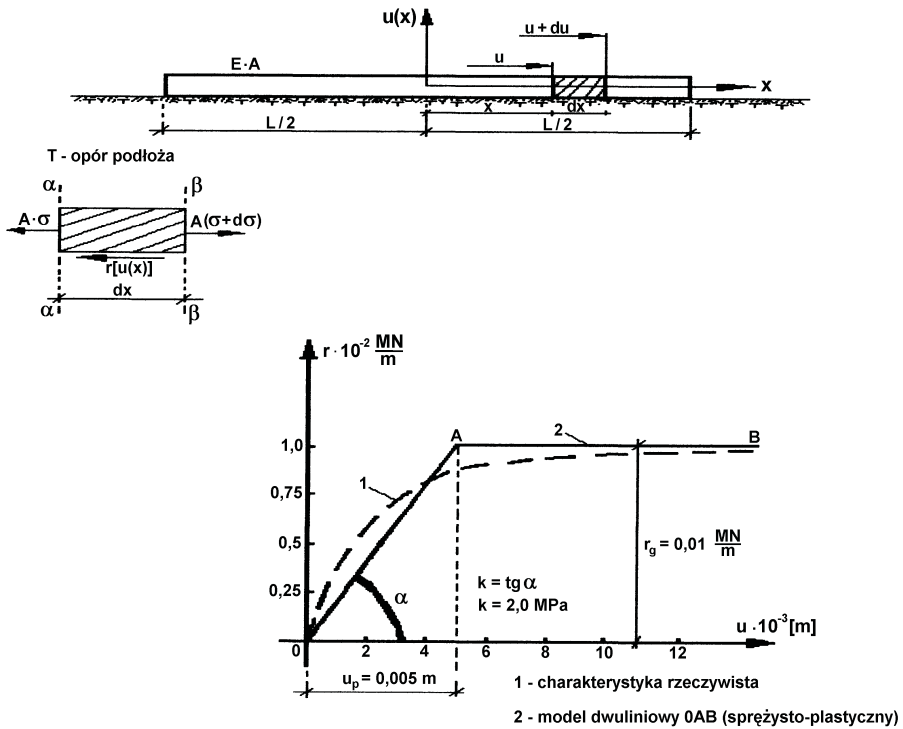 u(x)
u + du
u
E·A
x
x
dx
L / 2
L / 2
T - opór podłoża
α
β
A·σ
A(σ+dσ)
r[u(x)]
dx
α
β
r · 10⁻² MN/m
1,0
0,75
0,5
0,25
0
A
2
B
1
α
k = tg α
k = 2,0 MPa
r_g = 0,01 MN/m
2
4
6
8
10
12
u · 10⁻³ [m]
u_p = 0,005 m
1 - charakterystyka rzeczywista
2 - model dwuliniowy 0AB (sprężysto-plastyczny)